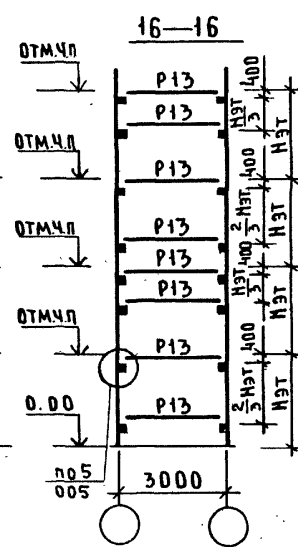 16—16
ОТМ.Ч.П
Р13
400
Р13
НЭТ
3
НЭТ
ОТМ.Ч.П
Р13
400
2
3
НЭТ
НЭТ
ОТМ.Ч.П
Р13
Р13
400
НЭТ
3
Р13
НЭТ
ОТМ.Ч.П
Р13
400
2
3
НЭТ
НЭТ
0.00
Р13
по 5
005
3000